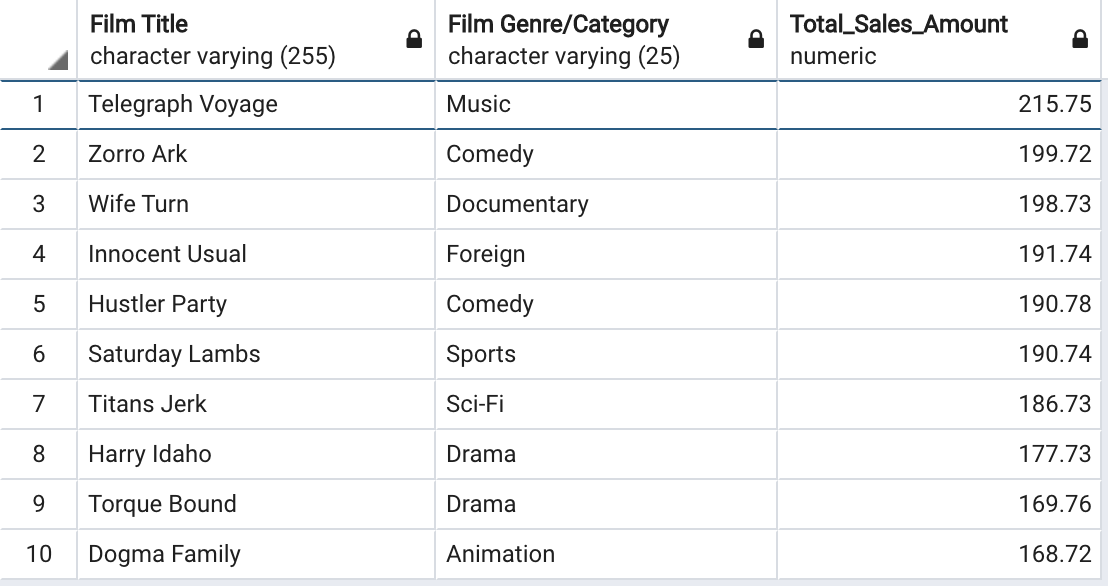 Film Title Film Genre/Category Total_Sales_Amount
character varying (255) character varying (25) numeric
1 Telegraph Voyage Music 215.75
2 Zorro Ark Comedy 199.72
3 Wife Turn Documentary 198.73
4 Innocent Usual Foreign 191.74
5 Hustler Party Comedy 190.78
6 Saturday Lambs Sports 190.74
7 Titans Jerk Sci-Fi 186.73
8 Harry Idaho Drama 177.73
9 Torque Bound Drama 169.76
10 Dogma Family Animation 168.72